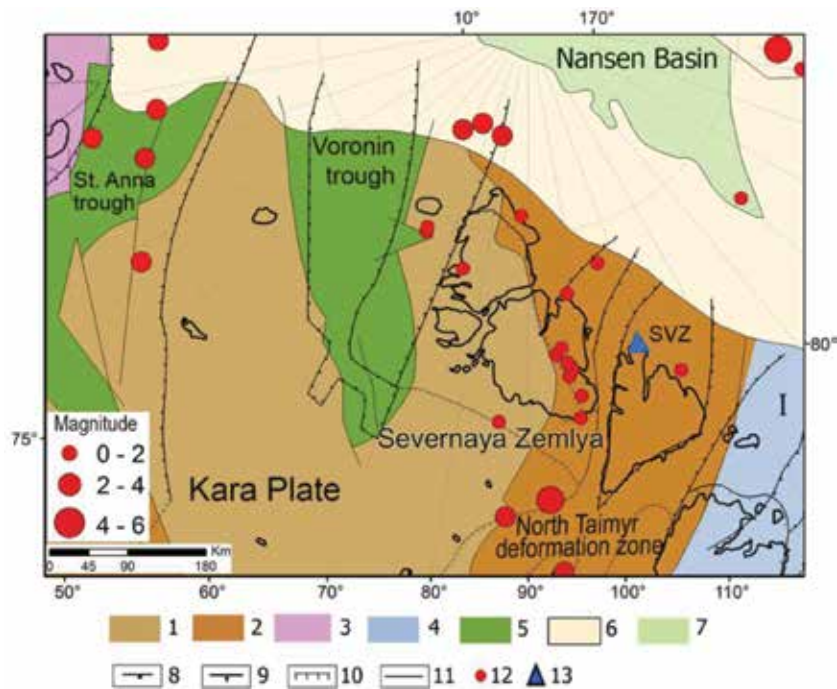 10° 170°
Nansen Basin
Voronin
trough
St. Anna
trough
SVZ
80°
I
Magnitude
0 - 2
2 - 4
4 - 6
75°
Severnaya Zemlya
Kara Plate
North Taimyr
deformation zone
Km
0 45 90 180
50° 60° 70° 80° 90° 100° 110°
1 2 3 4 5 6 7
8 9 10 11 12 13